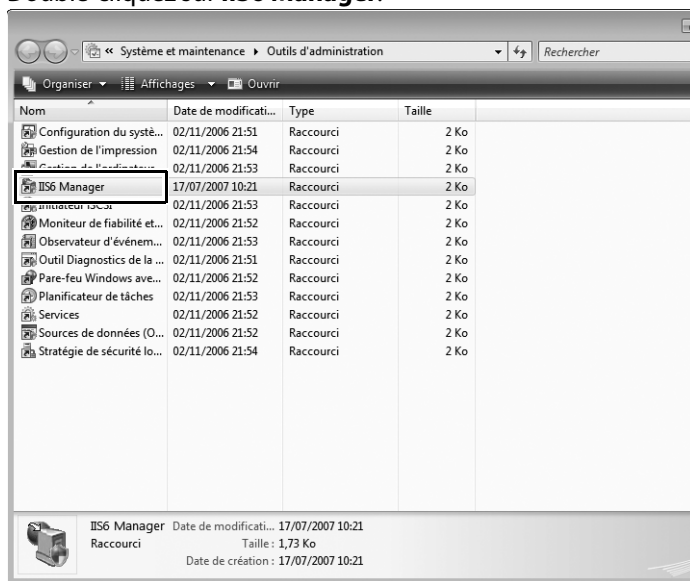 Double-cliquez sur IIS6 Manager.
« Système et maintenance ▸ Outils d'administration Rechercher
Organiser Affichages Ouvrir
Nom Date de modificati... Type Taille
Configuration du systè... 02/11/2006 21:51 Raccourci 2 Ko
Gestion de l'impression 02/11/2006 21:54 Raccourci 2 Ko
Gestion de l'ordinateur 02/11/2006 21:53 Raccourci 2 Ko
IIS6 Manager 17/07/2007 10:21 Raccourci 2 Ko
Initiateur iSCSI 02/11/2006 21:53 Raccourci 2 Ko
Moniteur de fiabilité et... 02/11/2006 21:52 Raccourci 2 Ko
Observateur d'événem... 02/11/2006 21:53 Raccourci 2 Ko
Outil Diagnostics de la ... 02/11/2006 21:51 Raccourci 2 Ko
Pare-feu Windows ave... 02/11/2006 21:52 Raccourci 2 Ko
Planificateur de tâches 02/11/2006 21:53 Raccourci 2 Ko
Services 02/11/2006 21:52 Raccourci 2 Ko
Sources de données (O... 02/11/2006 21:52 Raccourci 2 Ko
Stratégie de sécurité lo... 02/11/2006 21:54 Raccourci 2 Ko
IIS6 Manager Date de modificati... 17/07/2007 10:21
Raccourci Taille : 1,73 Ko
Date de création : 17/07/2007 10:21